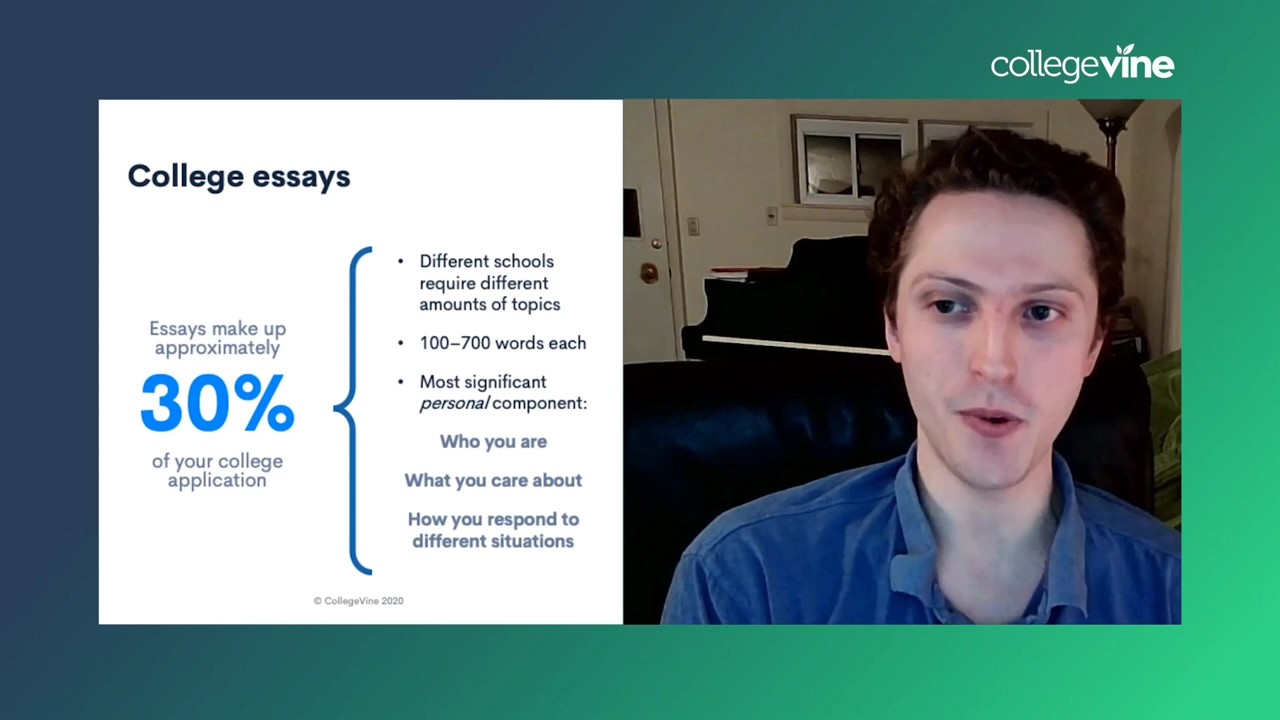 collegevine
College essays
Essays make up
approximately
30%
of your college
application
• Different schools
require different
amounts of topics
• 100–700 words each
• Most significant
personal component:
Who you are
What you care about
How you respond to
different situations
© CollegeVine 2020